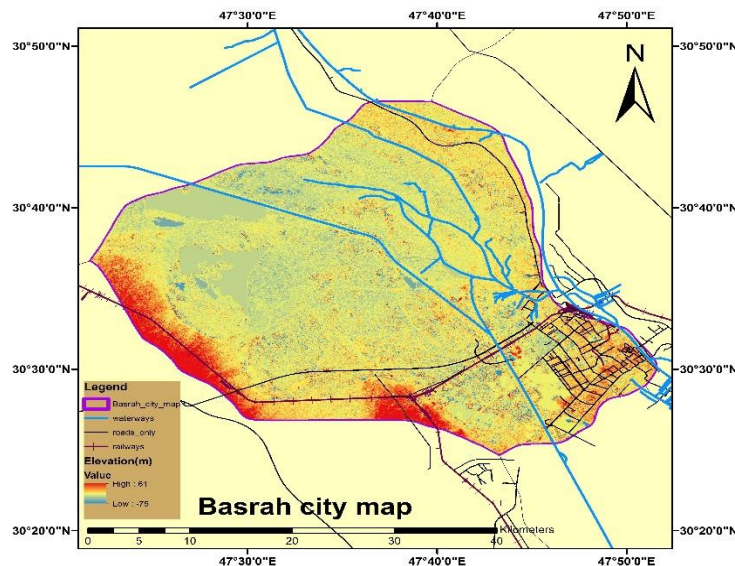 47°30'0"E 47°40'0"E 47°50'0"E
30°50'0"N 30°50'0"N
N
30°40'0"N 30°40'0"N
30°30'0"N 30°30'0"N
Legend
Basrah_city_map
waterways
roede_only
railways
Elevation(m)
Value
High : 61
Low : -75
Basrah city map
Kilometers
0 5 10 20 30 40
30°20'0"N 30°20'0"N
47°30'0"E 47°40'0"E 47°50'0"E